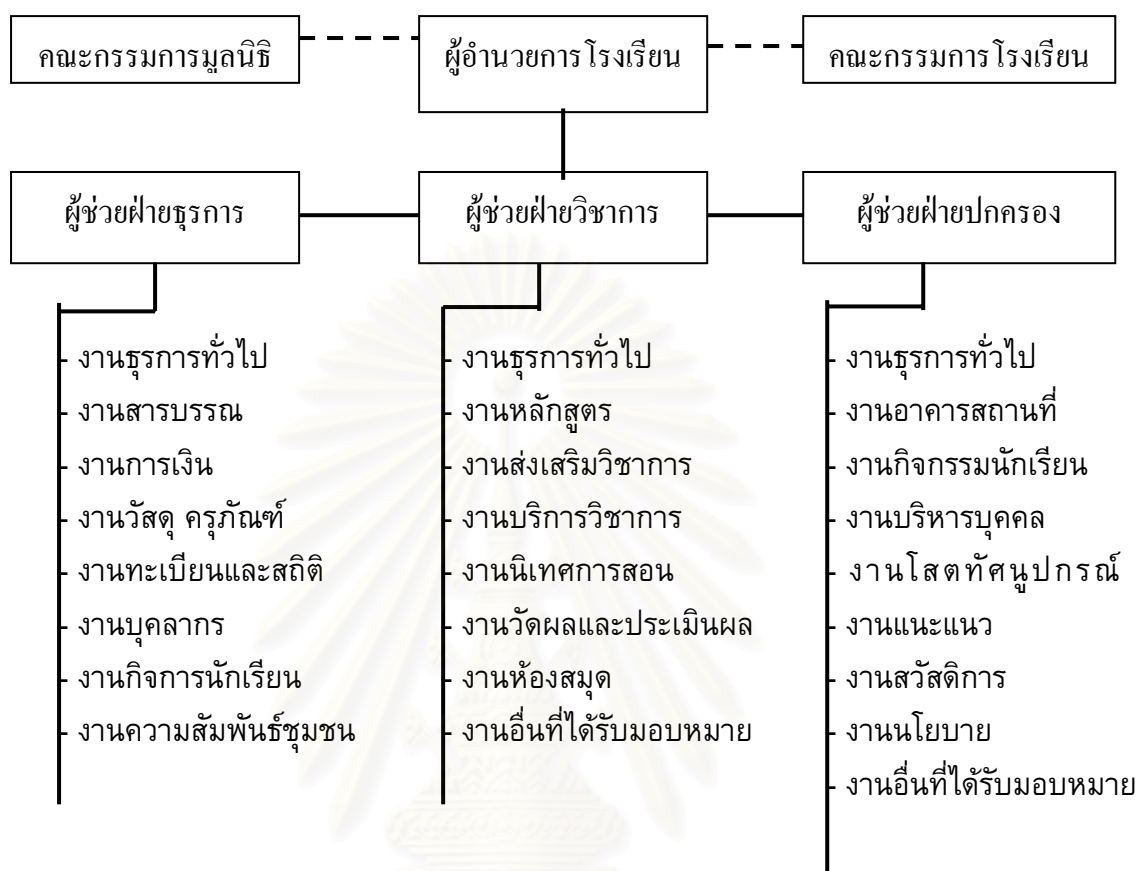 คณะกรรมการมูลนิธิ
ผู้อำนวยการโรงเรียน
คณะกรรมการโรงเรียน
ผู้ช่วยฝ่ายธุรการ
ผู้ช่วยฝ่ายวิชาการ
ผู้ช่วยฝ่ายปกครอง
- งานธุรการทั่วไป
- งานสารบรรณ
- งานการเงิน
- งานวัสดุ ครุภัณฑ์
- งานทะเบียนและสถิติ
- งานบุคลากร
- งานกิจการนักเรียน
- งานความสัมพันธ์ชุมชน
- งานธุรการทั่วไป
- งานหลักสูตร
- งานส่งเสริมวิชาการ
- งานบริการวิชาการ
- งานนิเทศการสอน
- งานวัดผลและประเมินผล
- งานห้องสมุด
- งานอื่นที่ได้รับมอบหมาย
- งานธุรการทั่วไป
- งานอาคารสถานที่
- งานกิจกรรมนักเรียน
- งานบริหารบุคคล
- งานโสตทัศนูปกรณ์
- งานแนะแนว
- งานสวัสดิการ
- งานนโยบาย
- งานอื่นที่ได้รับมอบหมาย